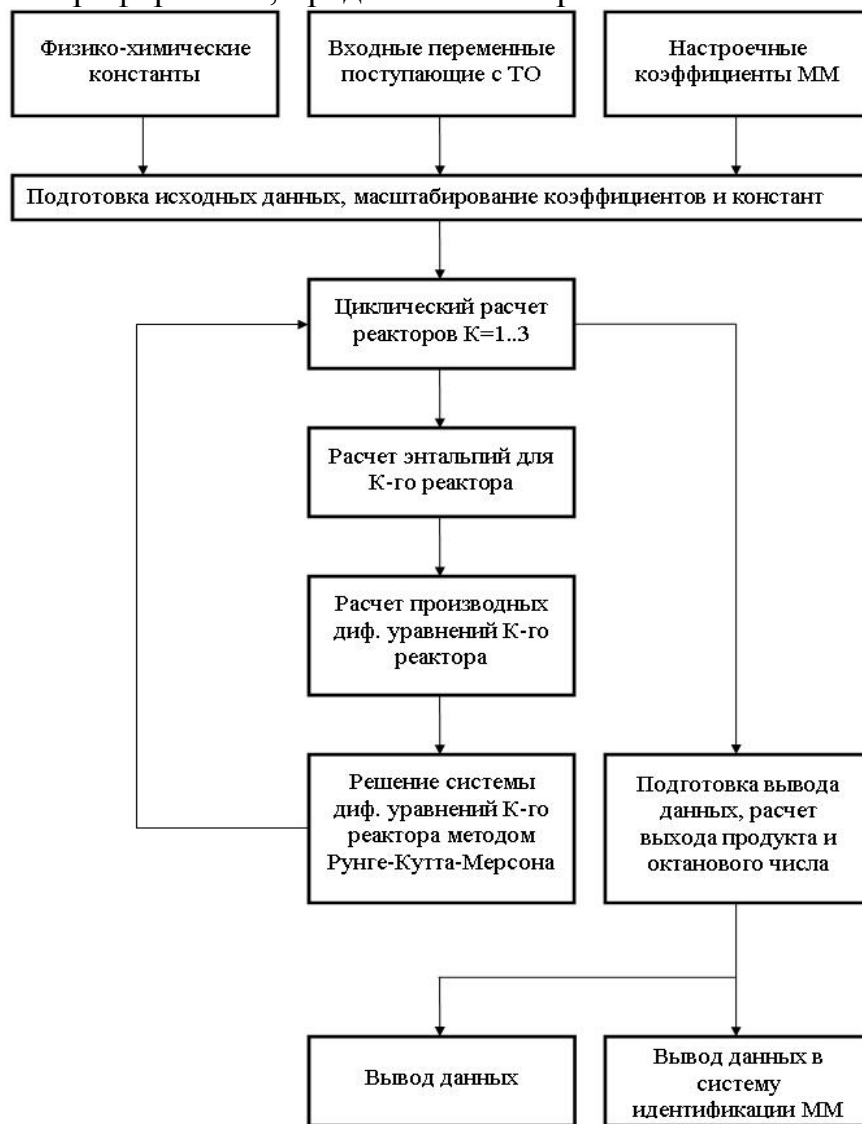 Физико-химические
константы
Входные переменные
поступающие с ТО
Настроечные
коэффициенты ММ
Подготовка исходных данных, масштабирование коэффициентов и констант
Циклический расчет
реакторов К=1..3
Расчет энтальпий для
К-го реактора
Расчет производных
диф. уравнений К-го
реактора
Решение системы
диф. уравнений К-го
реактора методом
Рунге-Кутта-Мерсона
Подготовка вывода
данных, расчет
выхода продукта и
октанового числа
Вывод данных
Вывод данных в
систему
идентификации ММ